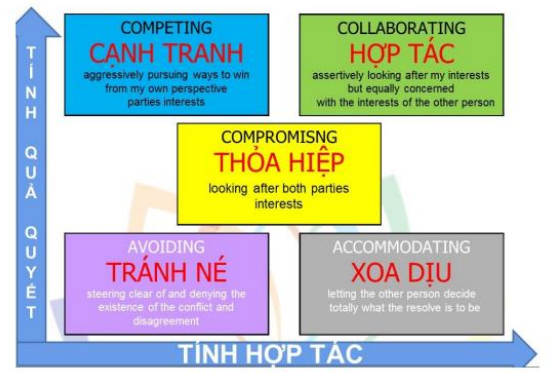 COMPETING
CẠNH TRANH
aggressively pursuing ways to win
from my own perspective
parties interests
COLLABORATING
HỢP TÁC
assertively looking after my interests
but equally concerned
with the interests of the other person
COMPROMISNG
THỎA HIỆP
looking after both parties
interests
AVOIDING
TRÁNH NÉ
steering clear of and denying the
existence of the conflict and
disagreement
ACCOMMODATING
XOA DỊU
letting the other person decide
totally what the resolve is to be
TÍNH QUẢ QUYẾT
TÍNH HỢP TÁC